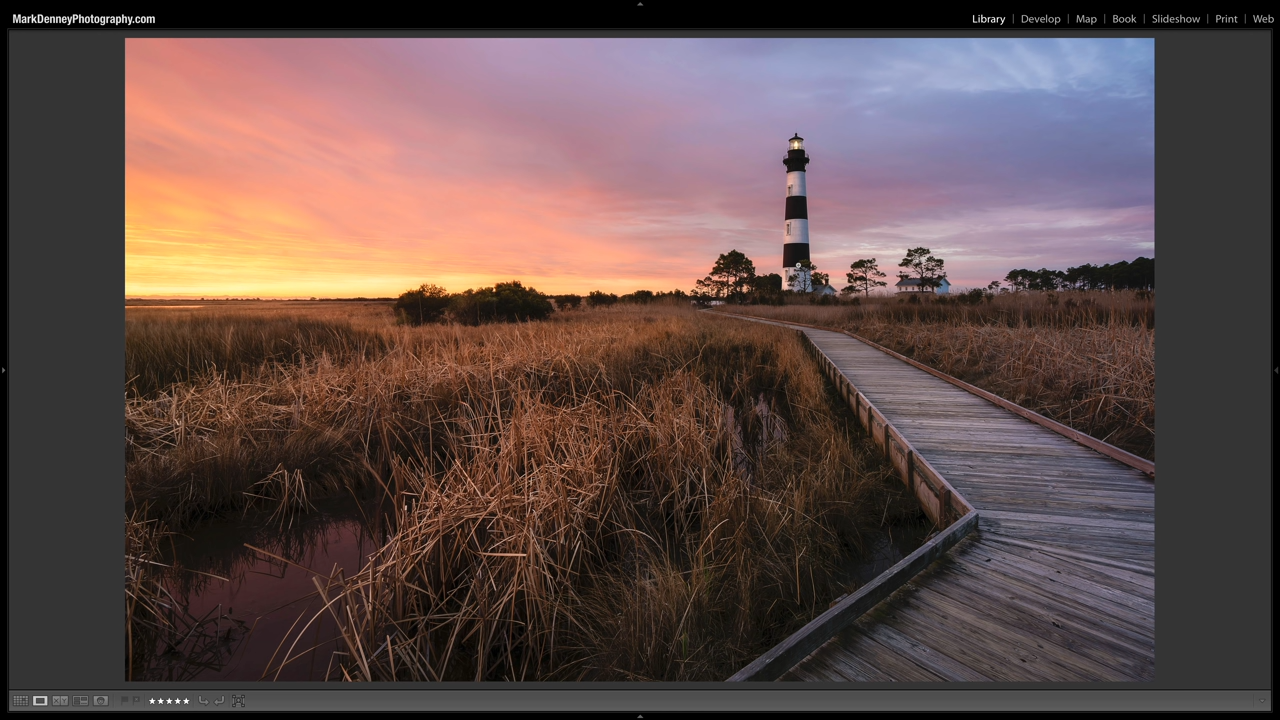 MarkDenneyPhotography.com
Library | Develop | Map | Book | Slideshow | Print | Web